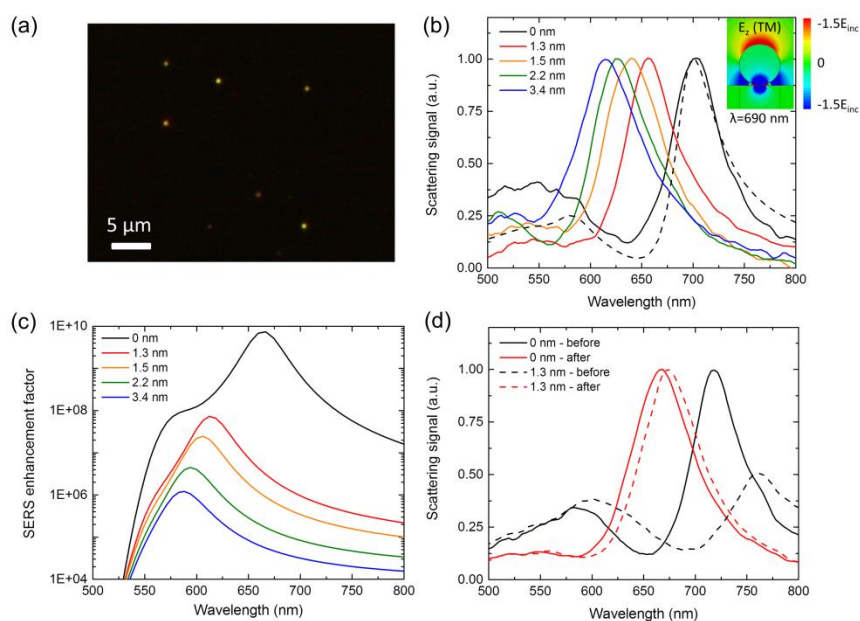 (a)
5 µm
(b)
0 nm
1.3 nm
1.5 nm
2.2 nm
3.4 nm
E_z (TM)
-1.5E_inc
0
-1.5E_inc
λ=690 nm
1.00
0.75
0.50
0.25
0.00
Scattering signal (a.u.)
500 550 600 650 700 750 800
Wavelength (nm)
(c)
0 nm
1.3 nm
1.5 nm
2.2 nm
3.4 nm
1E+10
1E+08
1E+06
1E+04
SERS enhancement factor
500 550 600 650 700 750 800
Wavelength (nm)
(d)
0 nm - before
0 nm - after
1.3 nm - before
1.3 nm - after
1.00
0.75
0.50
0.25
0.00
Scattering signal (a.u.)
500 550 600 650 700 750 800
Wavelength (nm)